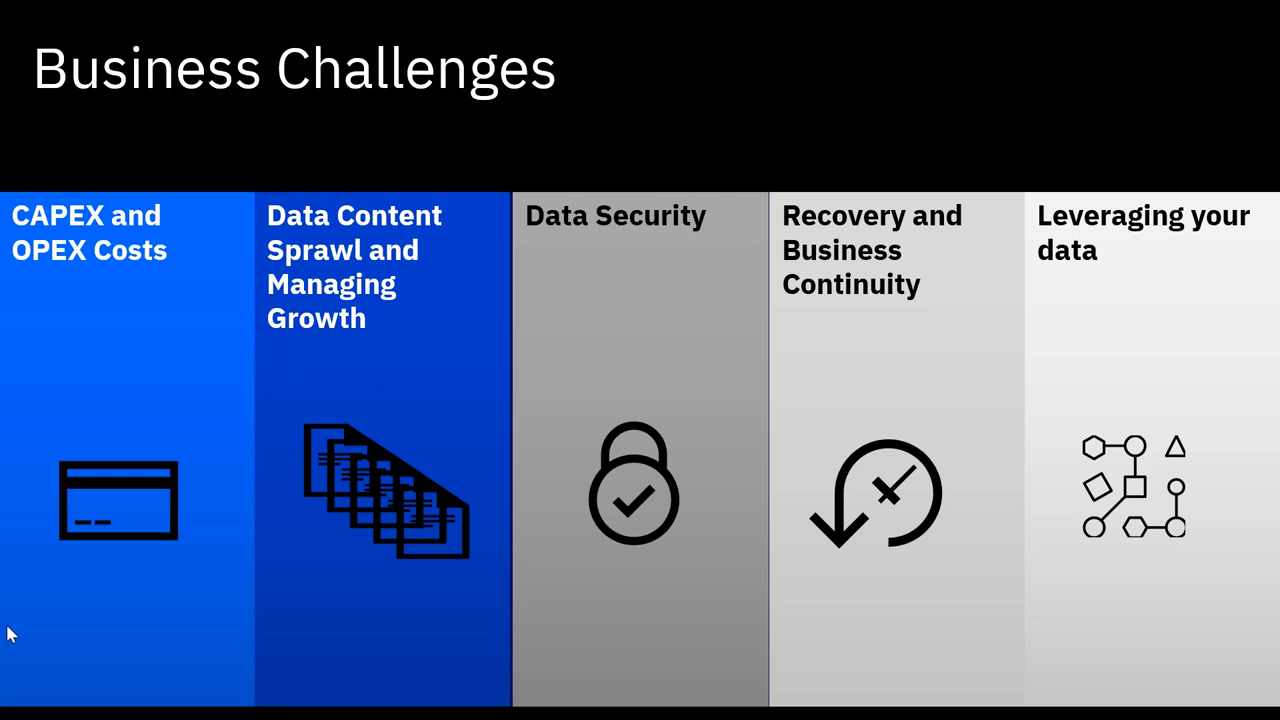 Business Challenges
CAPEX and
OPEX Costs
Data Content
Sprawl and
Managing
Growth
Data Security
Recovery and
Business
Continuity
Leveraging your
data